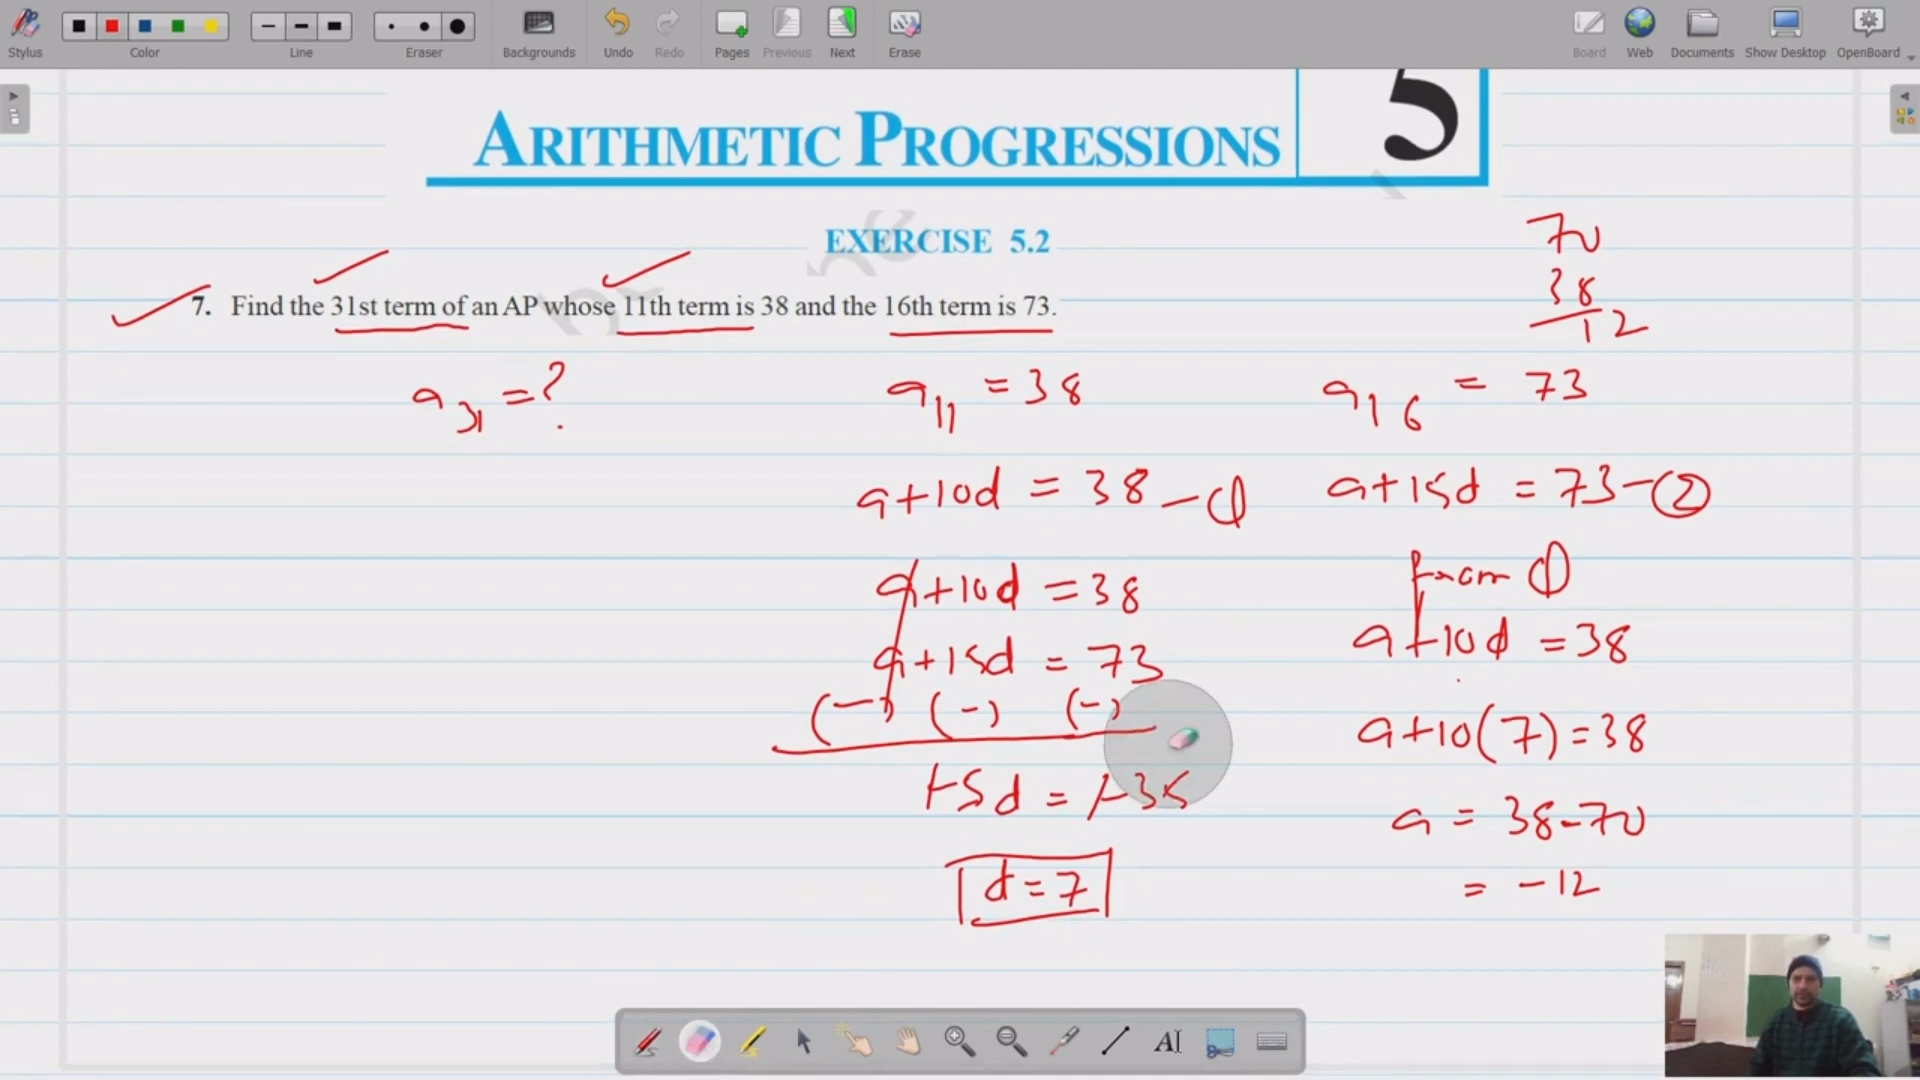 Stylus
Color
Line
Eraser
Backgrounds
Undo
Redo
Pages
Previous
Next
Erase
Board
Web
Documents
Show Desktop
OpenBoard
ARITHMETIC PROGRESSIONS
5
EXERCISE 5.2
7. Find the 31st term of an AP whose 11th term is 38 and the 16th term is 73.
70
38
12
a31 = ?
a11 = 38
a16 = 73
a+10d = 38 - ①
a+15d = 73 - ②
a+10d = 38
a+15d = 73
(-) (-) (-)
-5d = -35
d = 7
from ①
a+10d = 38
a+10(7) = 38
a = 38-70
= -12